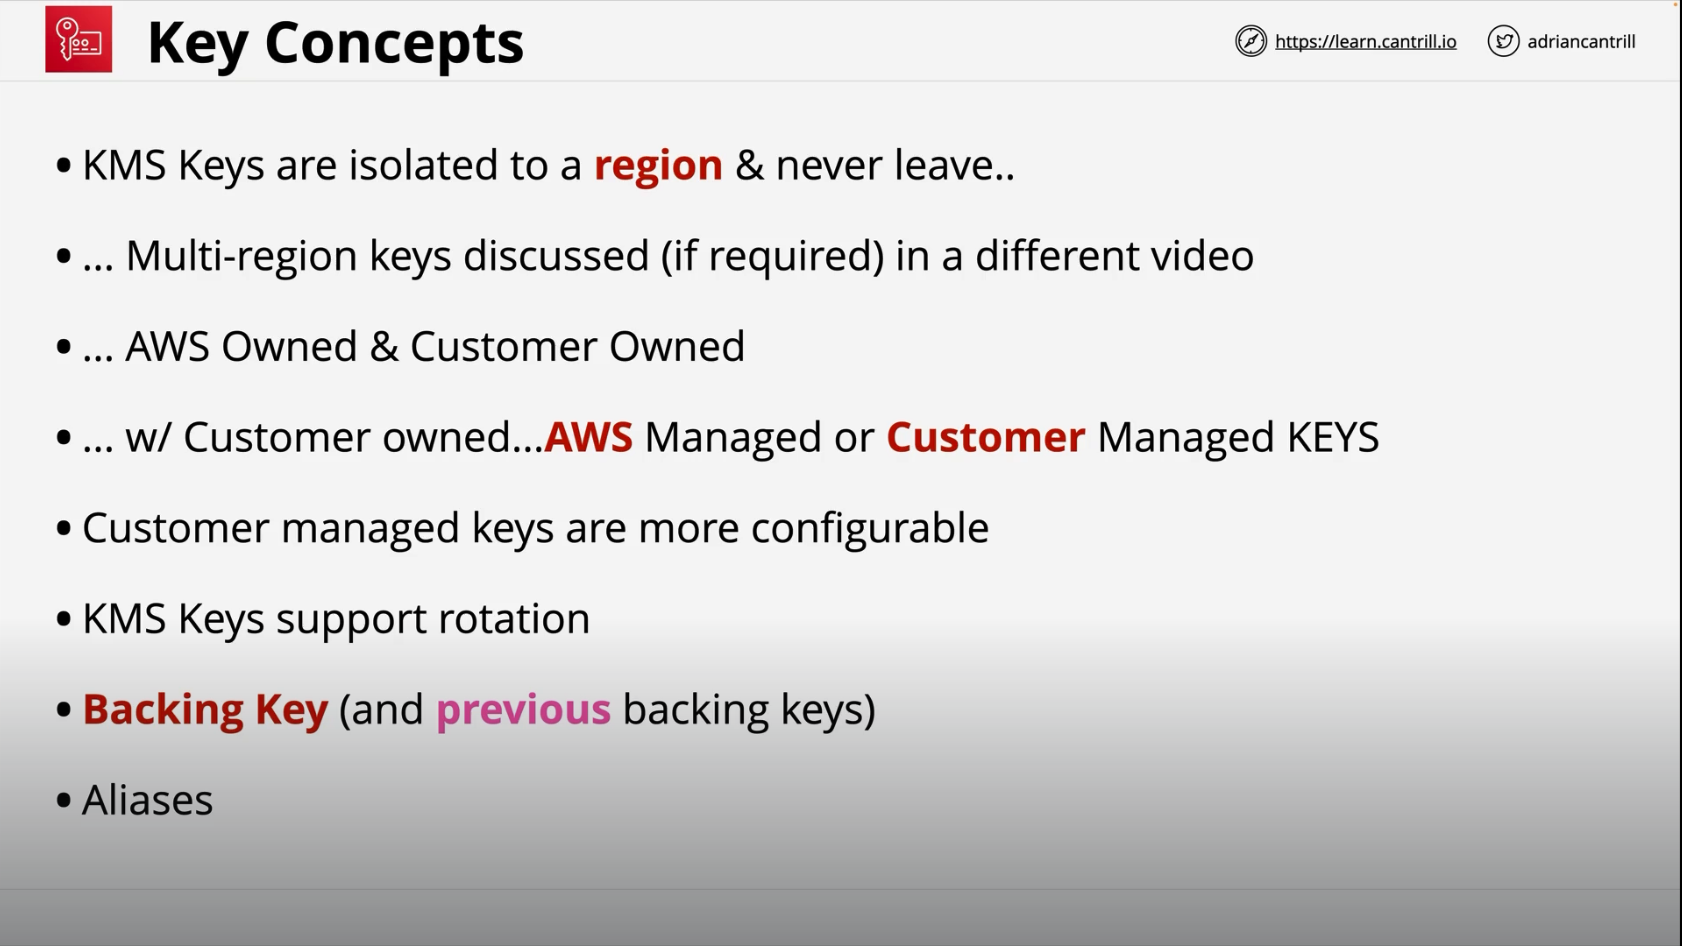 Key Concepts
https://learn.cantrill.io
adriancantrill
• KMS Keys are isolated to a region & never leave..
• ... Multi-region keys discussed (if required) in a different video
• ... AWS Owned & Customer Owned
• ... w/ Customer owned...AWS Managed or Customer Managed KEYS
• Customer managed keys are more configurable
• KMS Keys support rotation
• Backing Key (and previous backing keys)
• Aliases